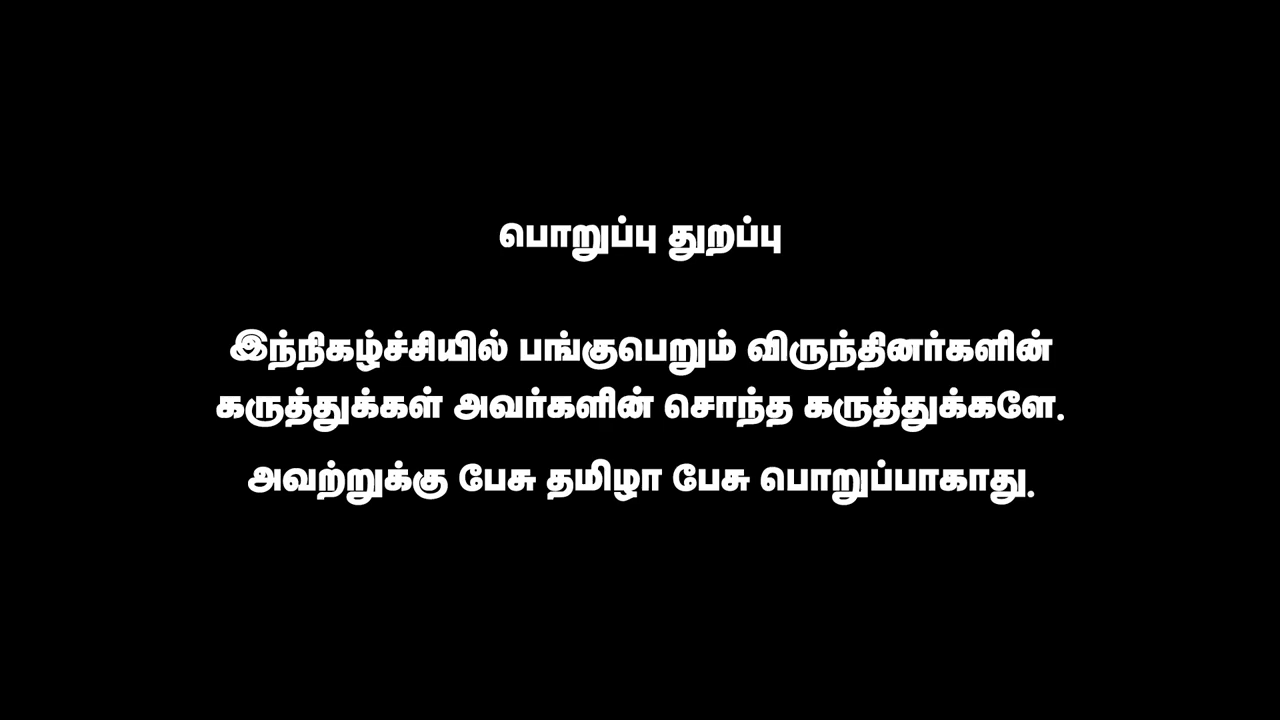 பொறுப்பு துறப்பு
இந்நிகழ்ச்சியில் பங்குபெறும் விருந்தினர்களின்
கருத்துக்கள் அவர்களின் சொந்த கருத்துக்களே.
அவற்றுக்கு பேசு தமிழா பேசு பொறுப்பாகாது.